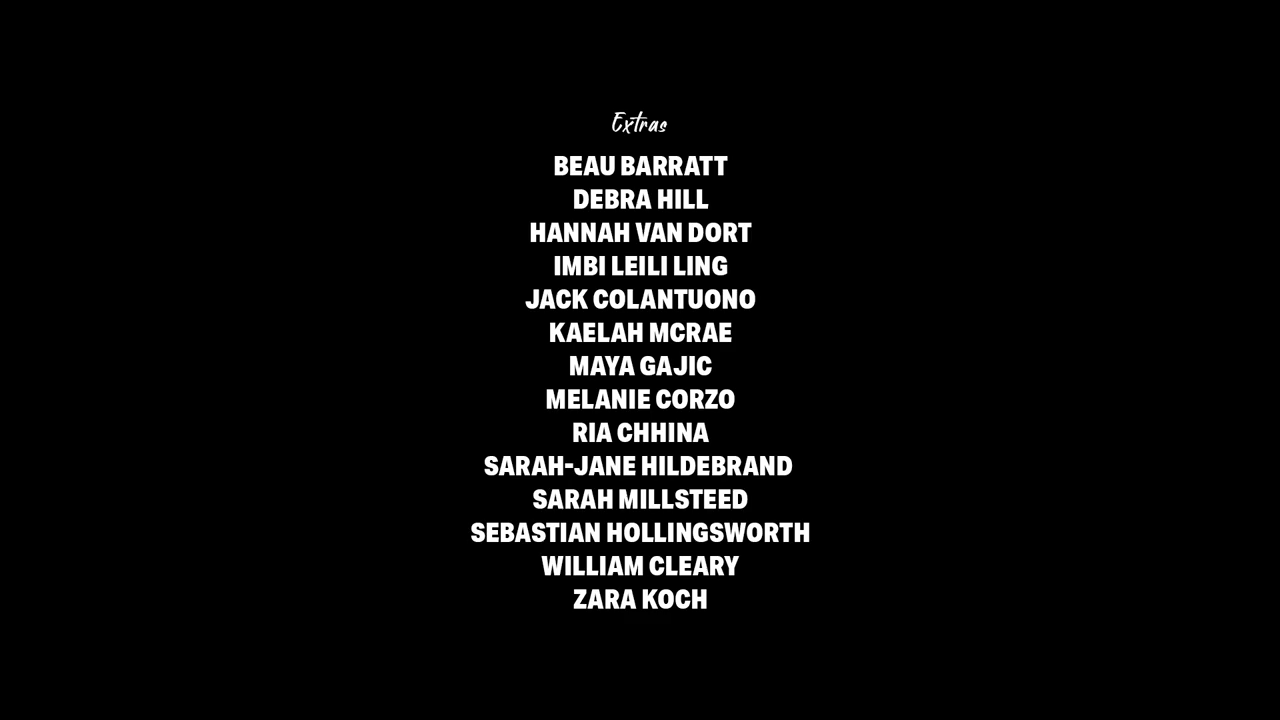 Extras
BEAU BARRATT
DEBRA HILL
HANNAH VAN DORT
IMBI LEILI LING
JACK COLANTUONO
KAELAH MCRAE
MAYA GAJIC
MELANIE CORZO
RIA CHHINA
SARAH-JANE HILDEBRAND
SARAH MILLSTEED
SEBASTIAN HOLLINGSWORTH
WILLIAM CLEARY
ZARA KOCH